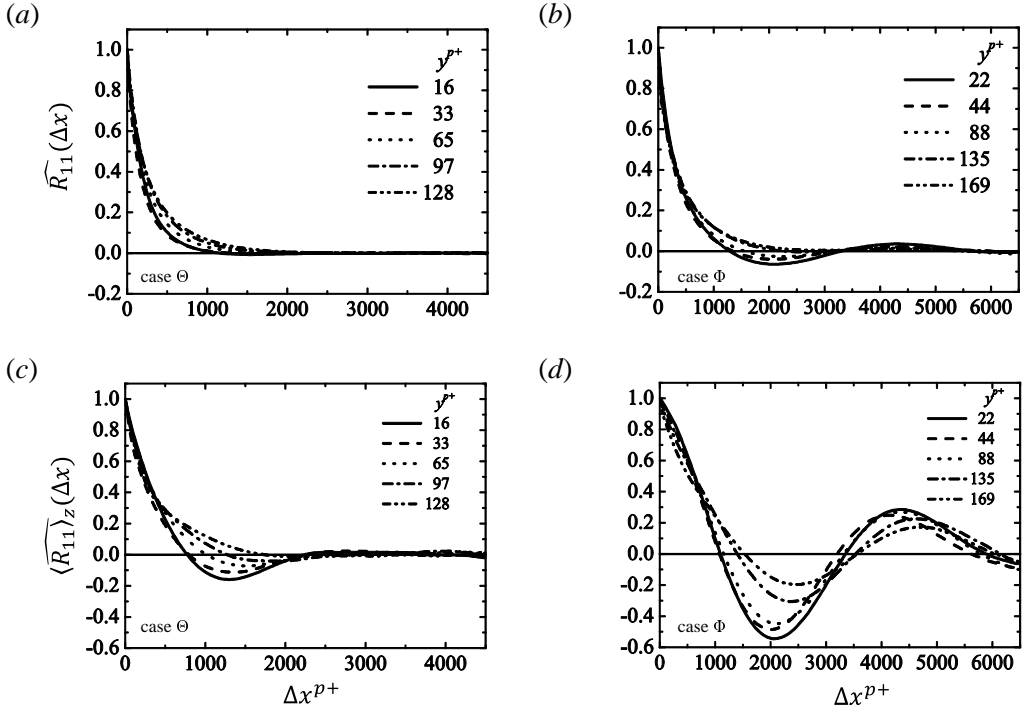 (a)
y^{p+}
16
33
65
97
128
1.0
0.8
0.6
0.4
0.2
0.0
-0.2
0 1000 2000 3000 4000
\widehat{R_{11}}(Δx)
case Θ
(b)
y^{p+}
22
44
88
135
169
1.0
0.8
0.6
0.4
0.2
0.0
-0.2
0 1000 2000 3000 4000 5000 6000
case Φ
(c)
y^{p+}
16
33
65
97
128
1.0
0.8
0.6
0.4
0.2
0.0
-0.2
-0.4
-0.6
0 1000 2000 3000 4000
\widehat{⟨R_{11}⟩_z}(Δx)
case Θ
Δx^{p+}
(d)
y^{p+}
22
44
88
135
169
1.0
0.8
0.6
0.4
0.2
0.0
-0.2
-0.4
-0.6
0 1000 2000 3000 4000 5000 6000
case Φ
Δx^{p+}